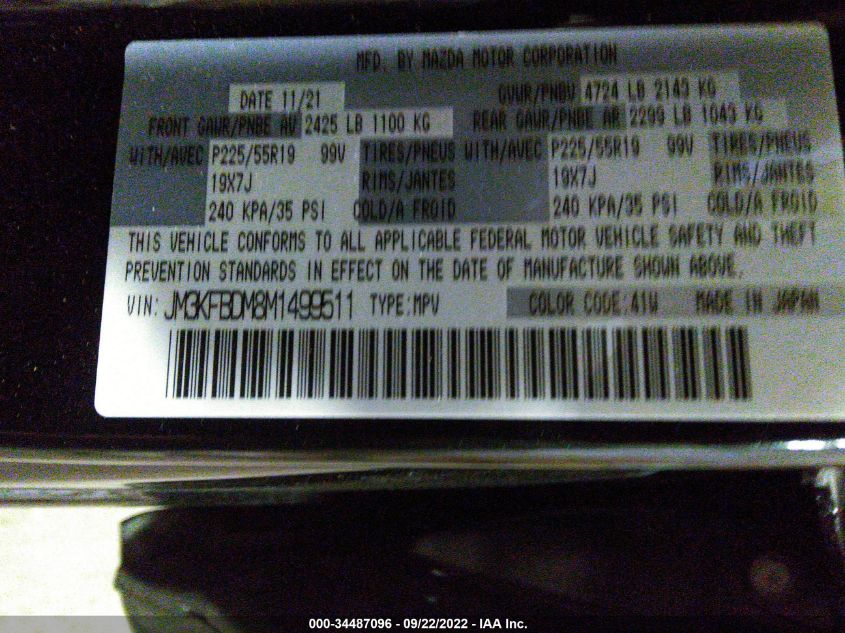 MFD. BY MAZDA MOTOR CORPORATION
DATE 11/21 GVWR/PNBV 4724 LB 2143 KG
FRONT GAWR/PNBE AV 2425 LB 1100 KG REAR GAWR/PNBE AR 2299 LB 1043 KG
WITH/AVEC P225/55R19 99V TIRES/PNEUS WITH/AVEC P225/55R19 99V TIRES/PNEUS
19X7J RIMS/JANTES 19X7J RIMS/JANTES
240 KPA/35 PSI COLD/A FROID 240 KPA/35 PSI COLD/A FROID
THIS VEHICLE CONFORMS TO ALL APPLICABLE FEDERAL MOTOR VEHICLE SAFETY AND THEFT
PREVENTION STANDARDS IN EFFECT ON THE DATE OF MANUFACTURE SHOWN ABOVE.
VIN: JM3KFBDM8M1499511 TYPE:MPV COLOR CODE:41W MADE IN JAPAN
000-34487096 - 09/22/2022 - IAA Inc.